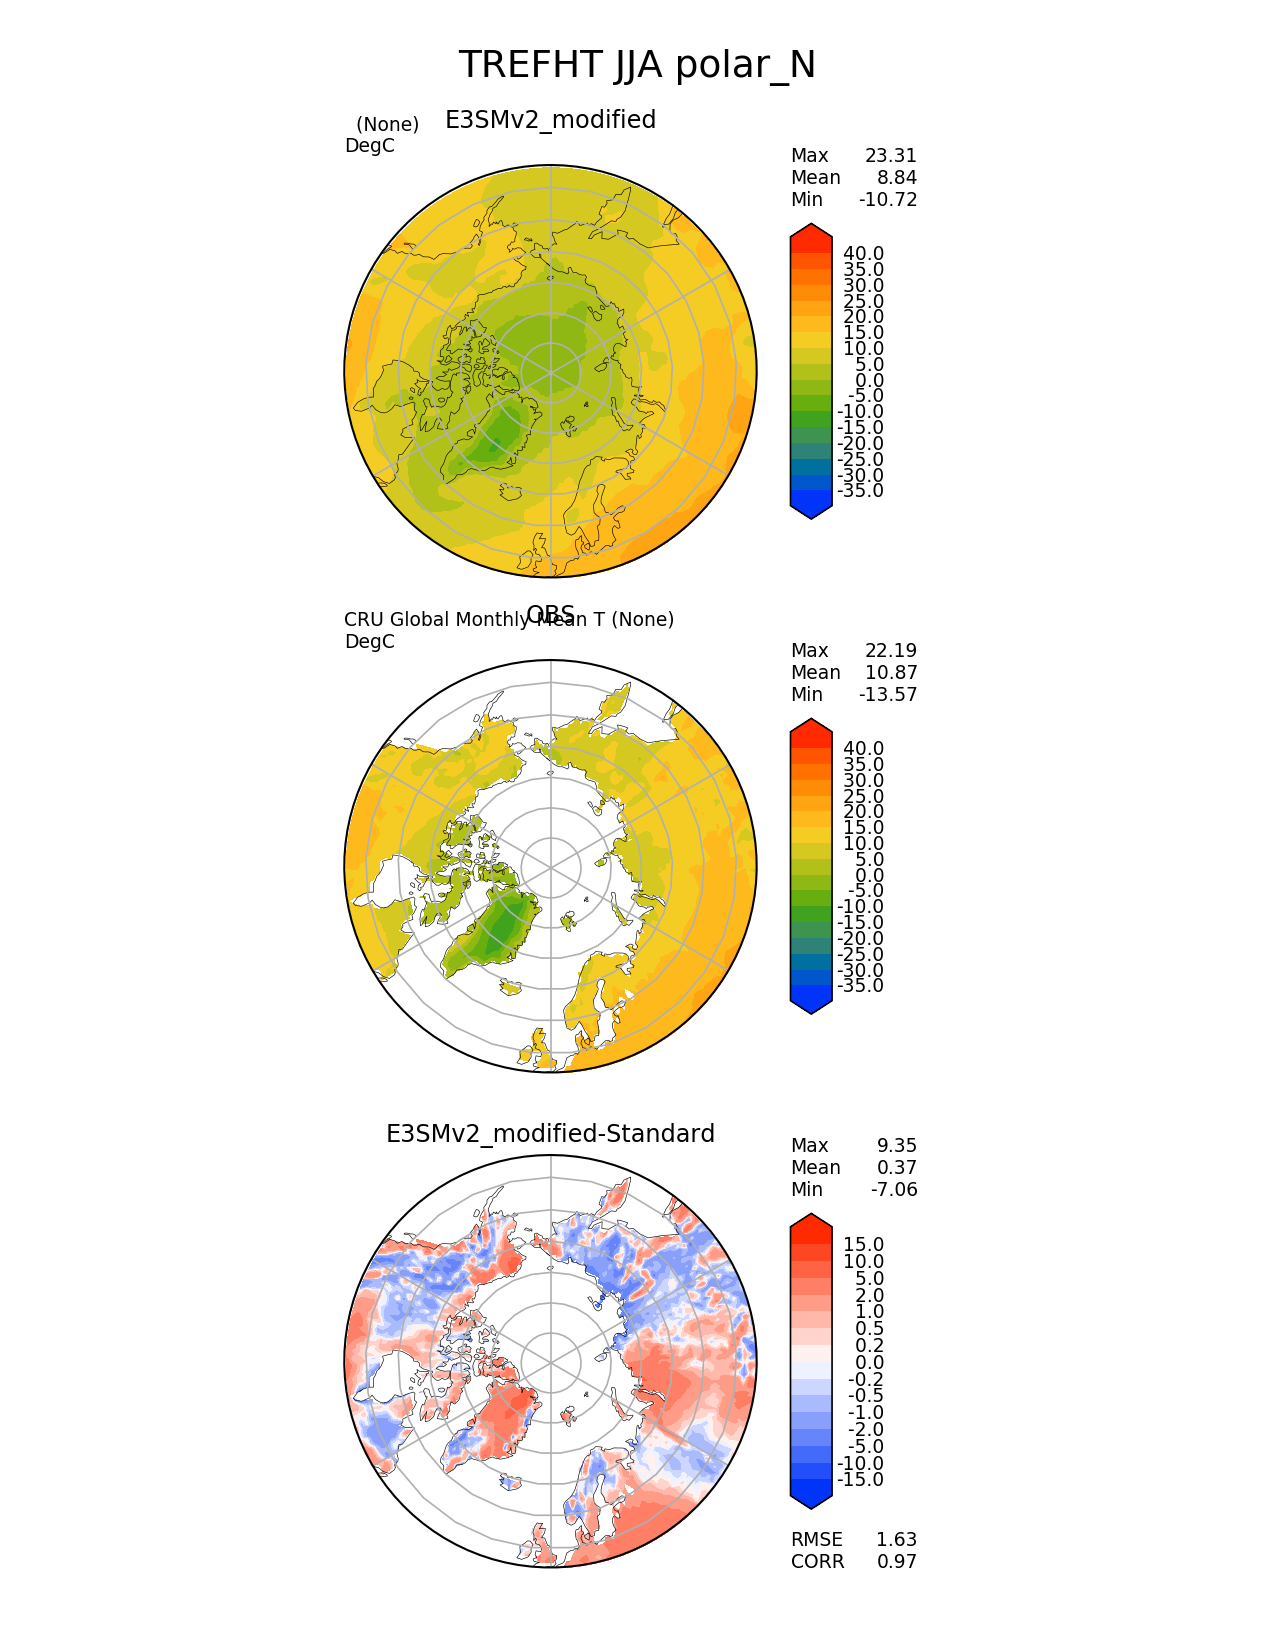 TREFHT JJA polar_N
E3SMv2_modified
(None)
DegC
Max 23.31
Mean 8.84
Min -10.72
40.0
35.0
30.0
25.0
20.0
15.0
10.0
5.0
0.0
-5.0
-10.0
-15.0
-20.0
-25.0
-30.0
-35.0
OBS
CRU Global Monthly Mean T (None)
DegC
Max 22.19
Mean 10.87
Min -13.57
40.0
35.0
30.0
25.0
20.0
15.0
10.0
5.0
0.0
-5.0
-10.0
-15.0
-20.0
-25.0
-30.0
-35.0
E3SMv2_modified-Standard
Max 9.35
Mean 0.37
Min -7.06
15.0
10.0
5.0
2.0
1.0
0.5
0.2
0.0
-0.2
-0.5
-1.0
-2.0
-5.0
-10.0
-15.0
RMSE 1.63
CORR 0.97